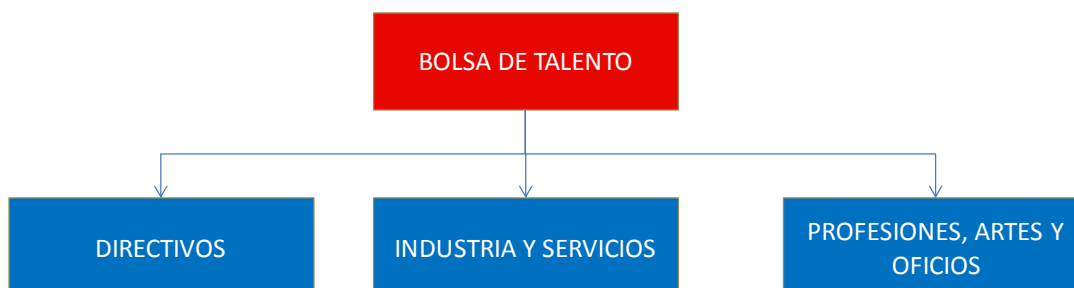 BOLSA DE TALENTO
DIRECTIVOS
INDUSTRIA Y SERVICIOS
PROFESIONES, ARTES Y
OFICIOS